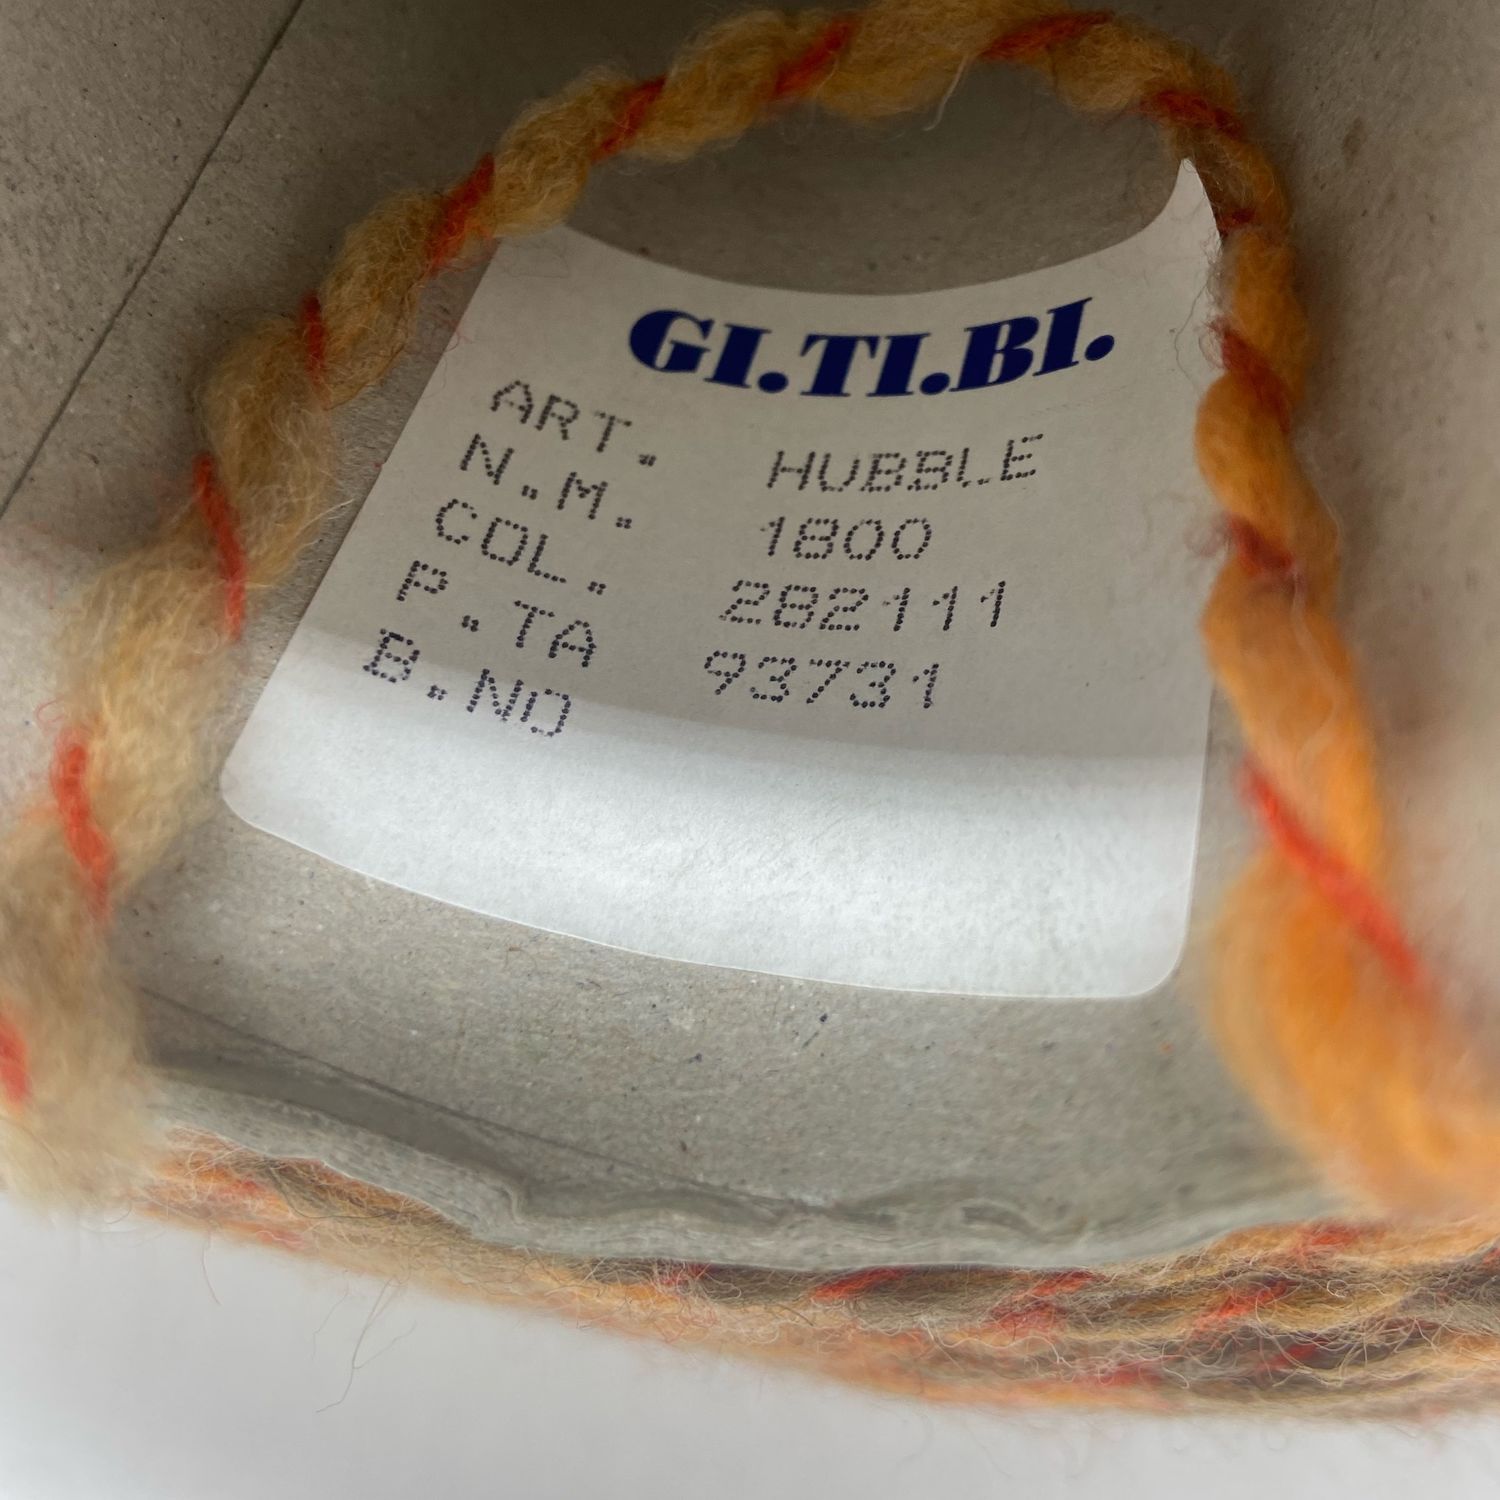 GI.TI.BI.
ART. HUBBLE
N.M. 1800
COL. 282111
P.TA 93731
B.NO